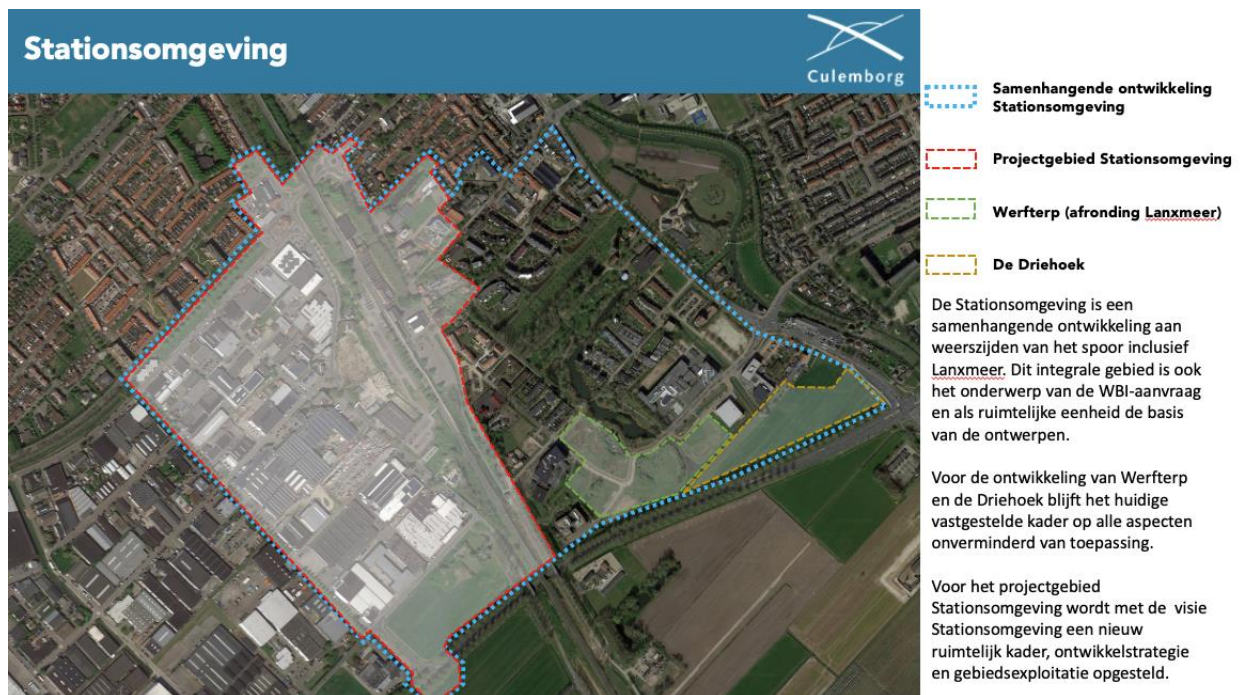 Stationsomgeving
Culemborg
Samenhangende ontwikkeling
Stationsomgeving
Projectgebied Stationsomgeving
Werfterp (afronding Lanxmeer)
De Driehoek
De Stationsomgeving is een
samenhangende ontwikkeling aan
weerszijden van het spoor inclusief
Lanxmeer. Dit integrale gebied is ook
het onderwerp van de WBI-aanvraag
en als ruimtelijke eenheid de basis
van de ontwerpen.
Voor de ontwikkeling van Werfterp
en de Driehoek blijft het huidige
vastgestelde kader op alle aspecten
onverminderd van toepassing.
Voor het projectgebied
Stationsomgeving wordt met de visie
Stationsomgeving een nieuw
ruimtelijk kader, ontwikkelstrategie
en gebiedsexploitatie opgesteld.